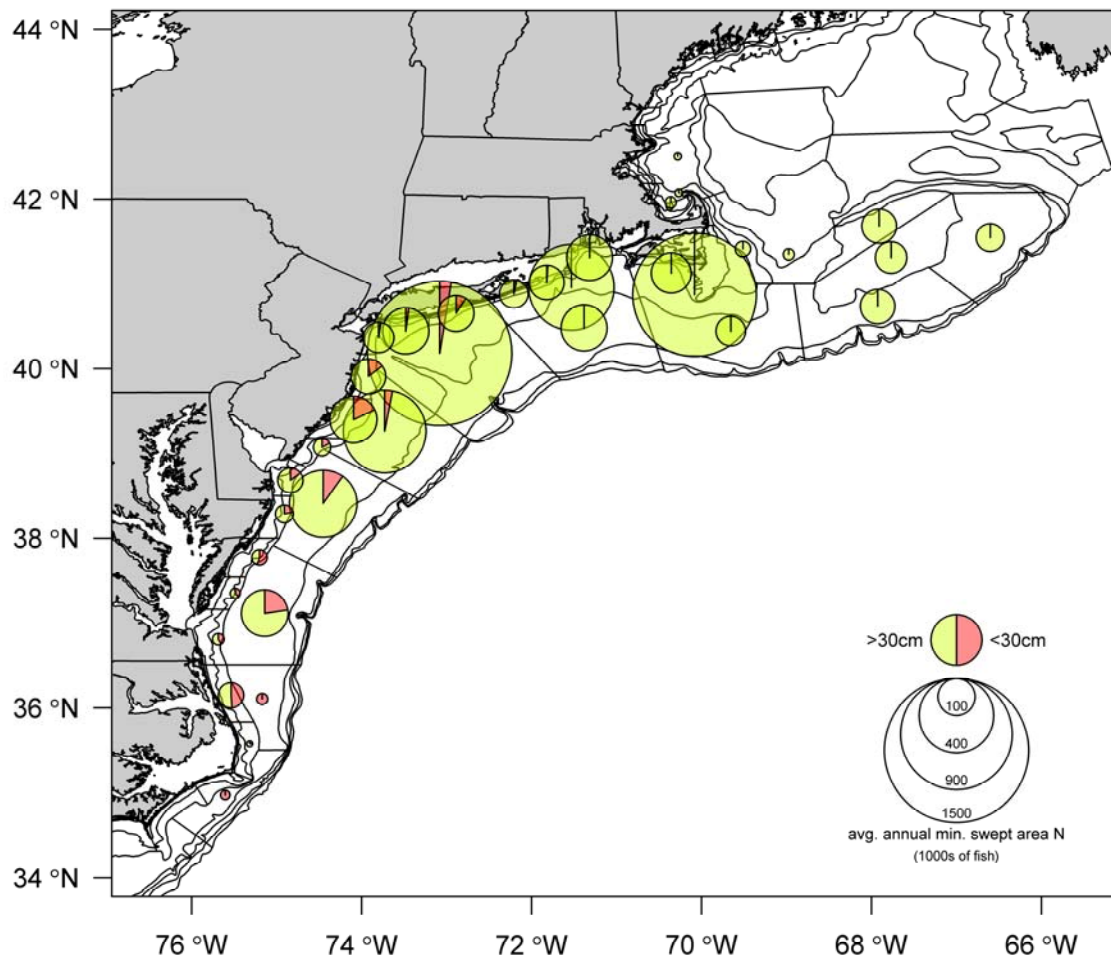 44 °N
42 °N
40 °N
38 °N
36 °N
34 °N
>30cm <30cm
100
400
900
1500
avg. annual min. swept area N
(1000s of fish)
76 °W 74 °W 72 °W 70 °W 68 °W 66 °W